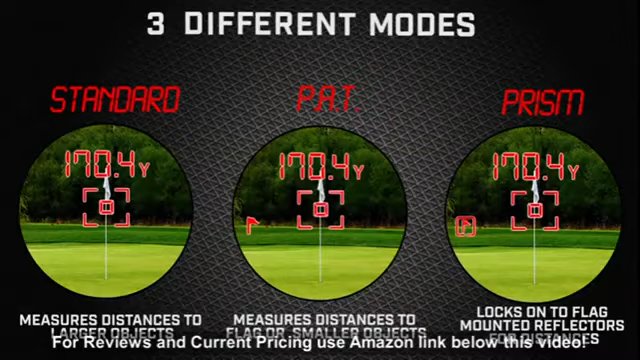 3 DIFFERENT MODES
STANDARD
P.A.T.
PRISM
170.4Y
170.4Y
170.4Y
MEASURES DISTANCES TO
LARGER OBJECTS
MEASURES DISTANCES TO
FLAG OR SMALLER OBJECTS
LOCKS ON TO FLAG
MOUNTED REFLECTORS
FOR DISTANCES
For Reviews and Current Pricing use Amazon link below this video!